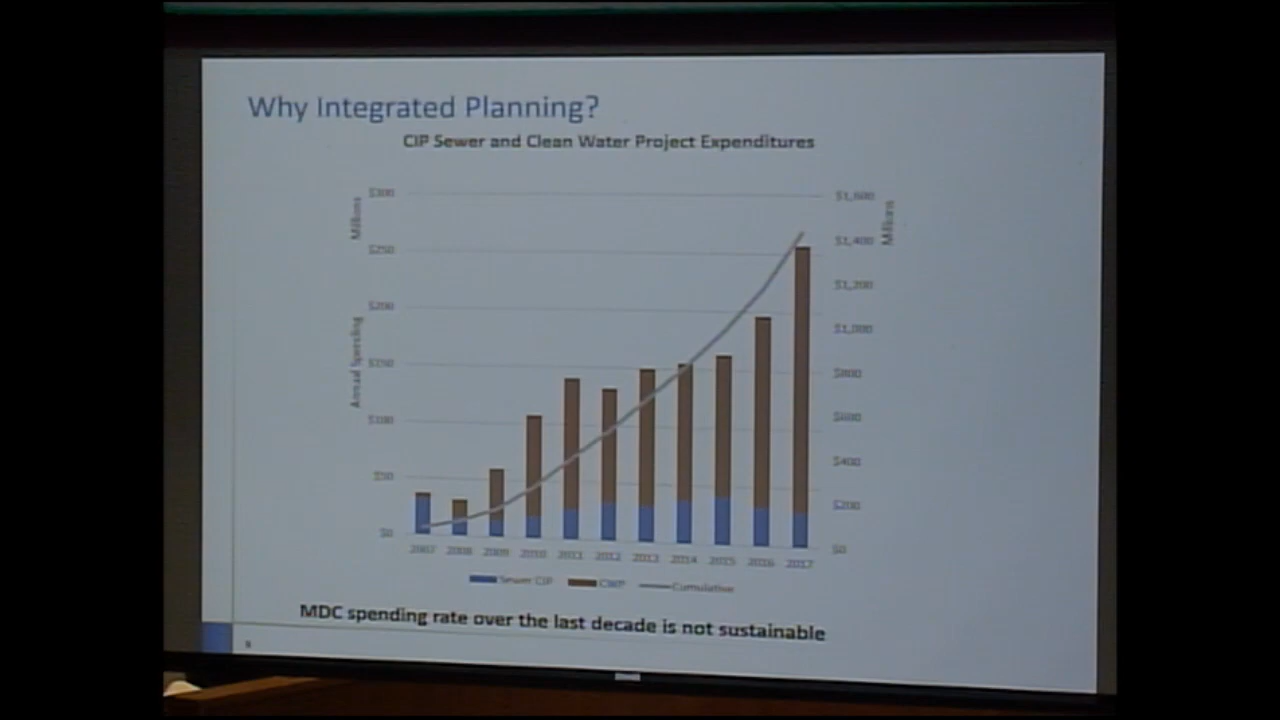 Why Integrated Planning?
CIP Sewer and Clean Water Project Expenditures
Millions
$300
$250
$200
$150
$100
$50
$0
Annual Spending
$1,600
$1,400
$1,200
$1,000
$800
$600
$400
$200
$0
Millions
2007 2008 2009 2010 2011 2012 2013 2014 2015 2016 2017
Sewer CIP CWP Cumulative
MDC spending rate over the last decade is not sustainable